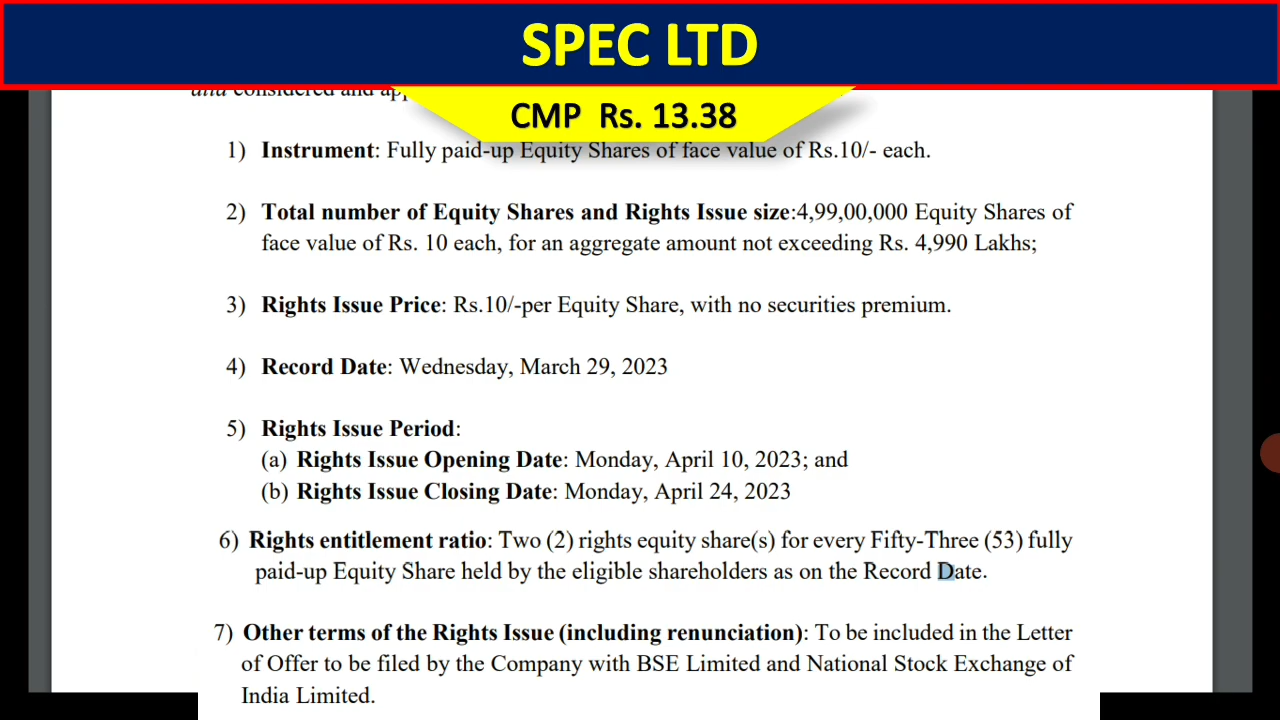 SPEC LTD
CMP Rs. 13.38
and considered and
1) Instrument: Fully paid-up Equity Shares of face value of Rs.10/- each.
2) Total number of Equity Shares and Rights Issue size:4,99,00,000 Equity Shares of
face value of Rs. 10 each, for an aggregate amount not exceeding Rs. 4,990 Lakhs;
3) Rights Issue Price: Rs.10/-per Equity Share, with no securities premium.
4) Record Date: Wednesday, March 29, 2023
5) Rights Issue Period:
(a) Rights Issue Opening Date: Monday, April 10, 2023; and
(b) Rights Issue Closing Date: Monday, April 24, 2023
6) Rights entitlement ratio: Two (2) rights equity share(s) for every Fifty-Three (53) fully
paid-up Equity Share held by the eligible shareholders as on the Record Date.
7) Other terms of the Rights Issue (including renunciation): To be included in the Letter
of Offer to be filed by the Company with BSE Limited and National Stock Exchange of
India Limited.